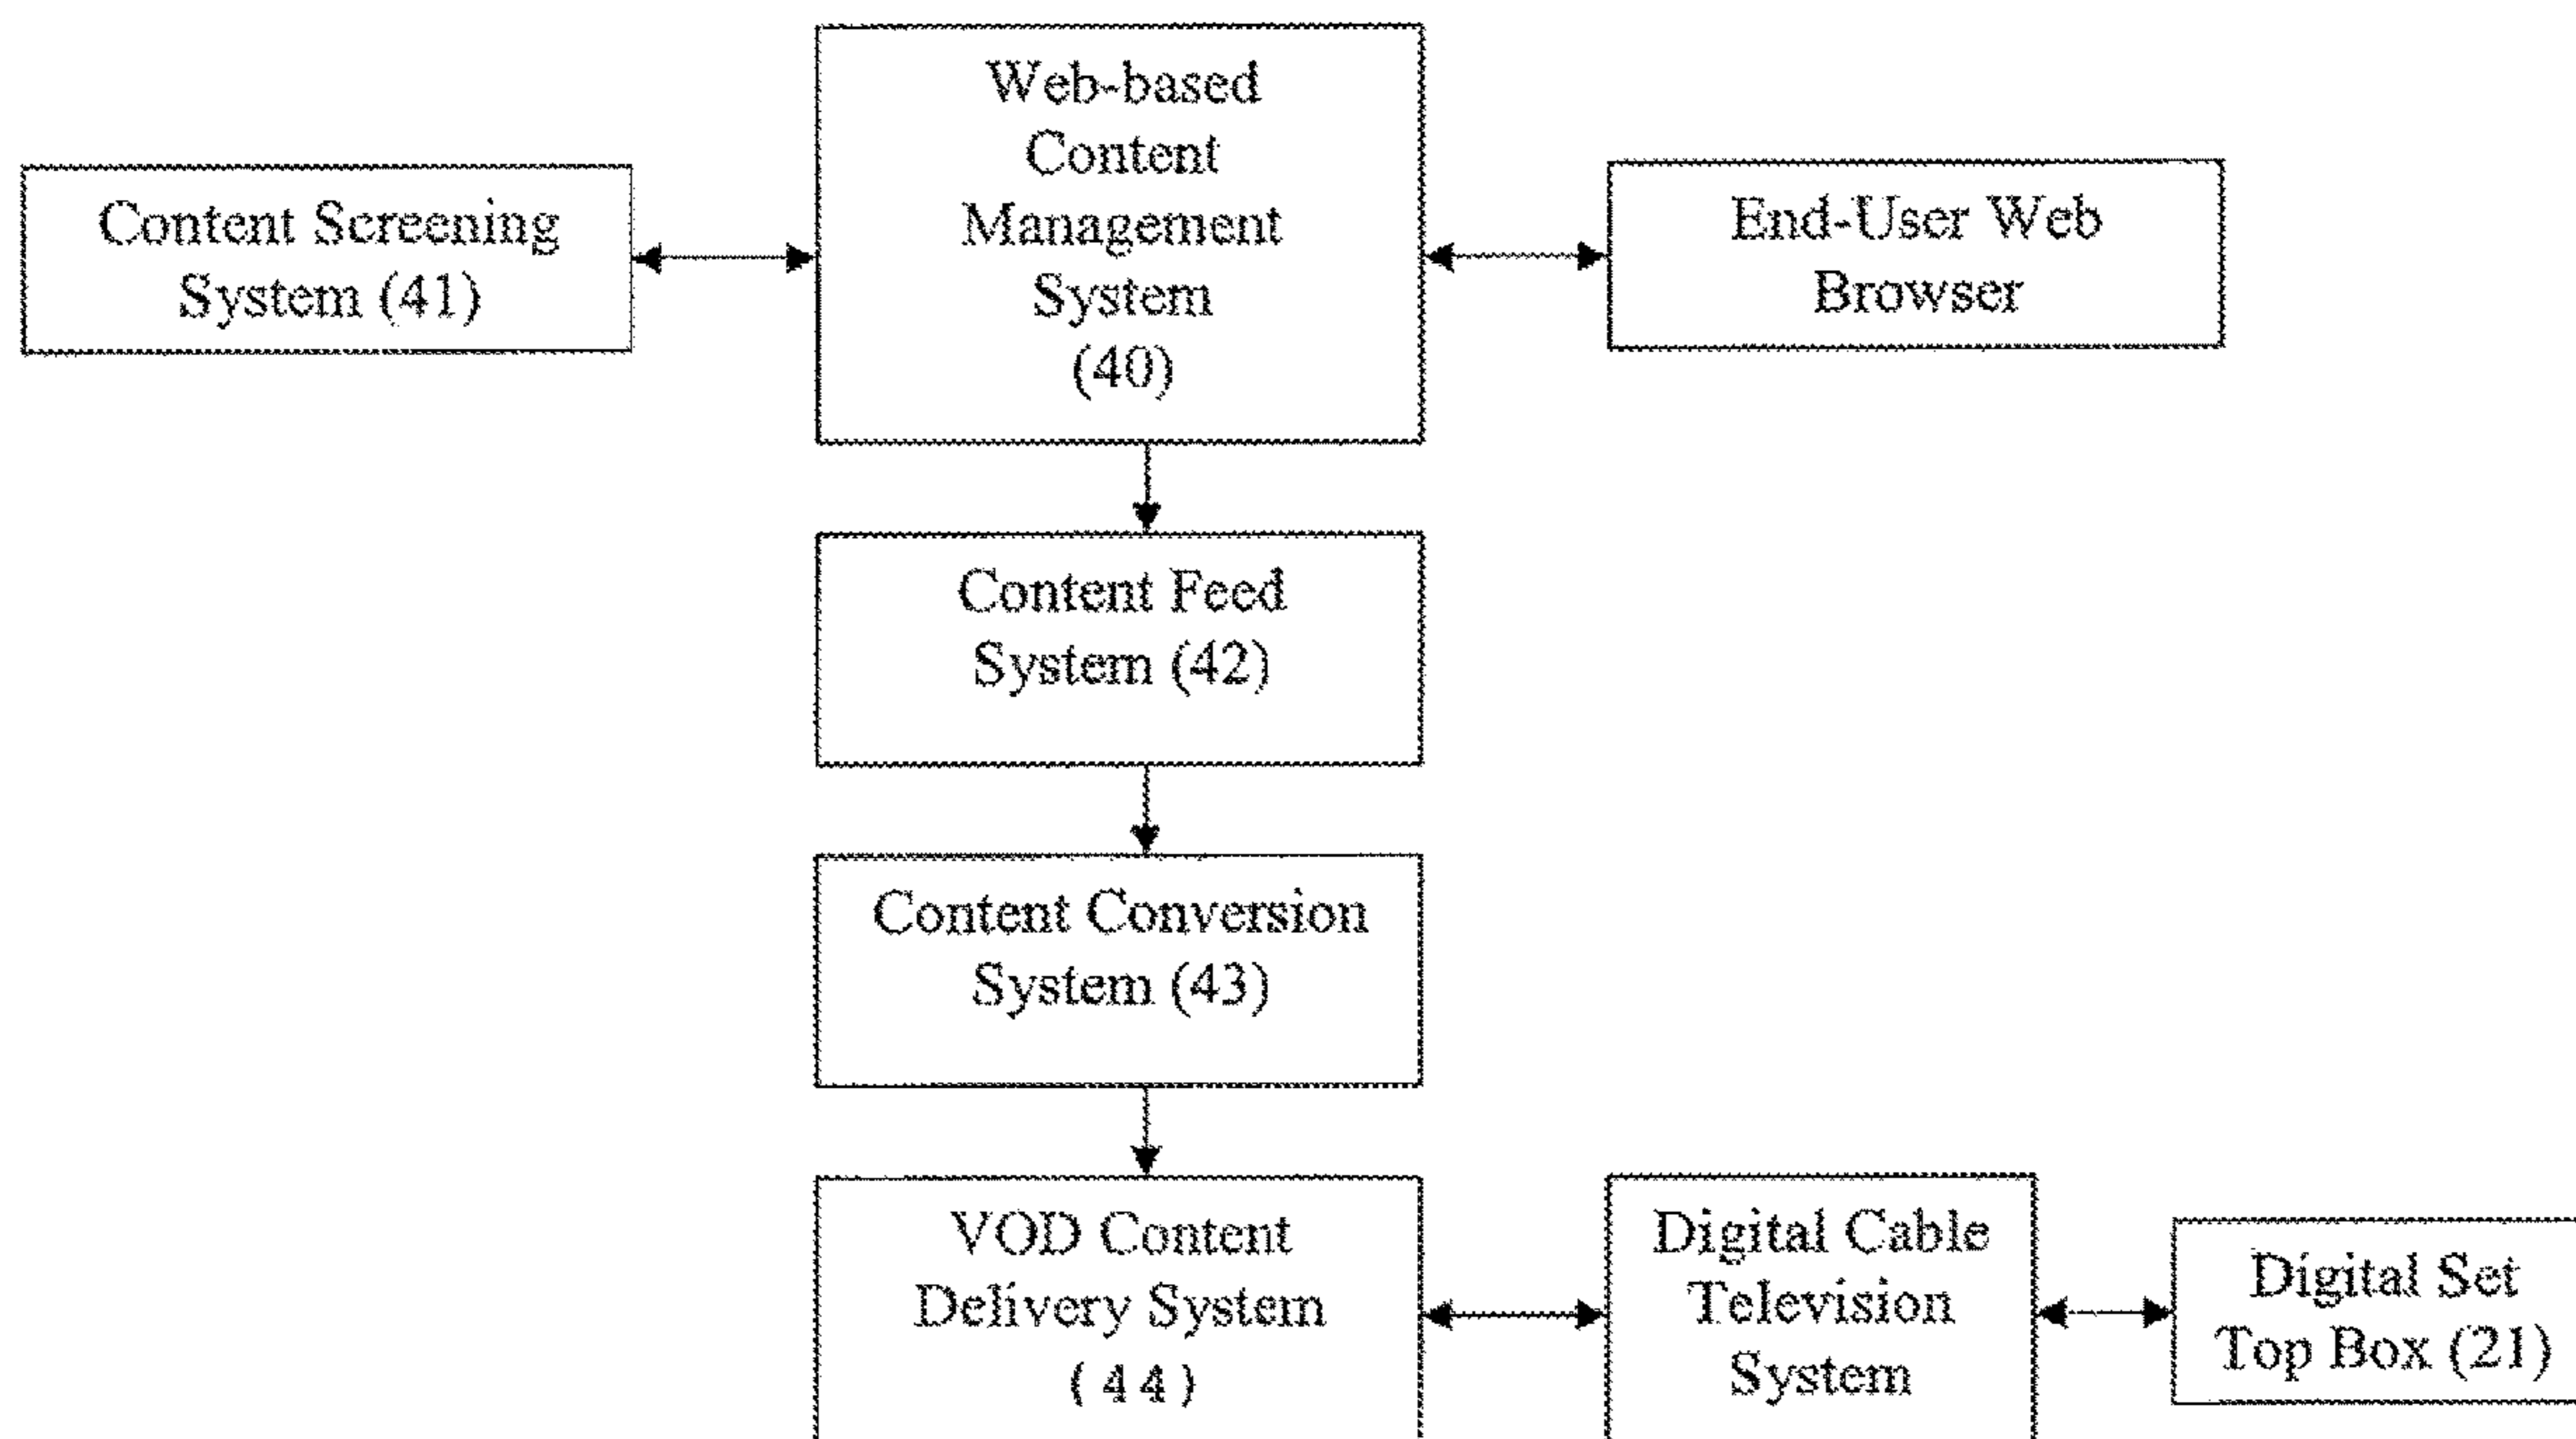 Web-based
Content
Management
System
(40)
Content Screening
System (41)
End-User Web
Browser
Content Feed
System (42)
Content Conversion
System (43)
VOD Content
Delivery System
(44)
Digital Cable
Television
System
Digital Set
Top Box (21)